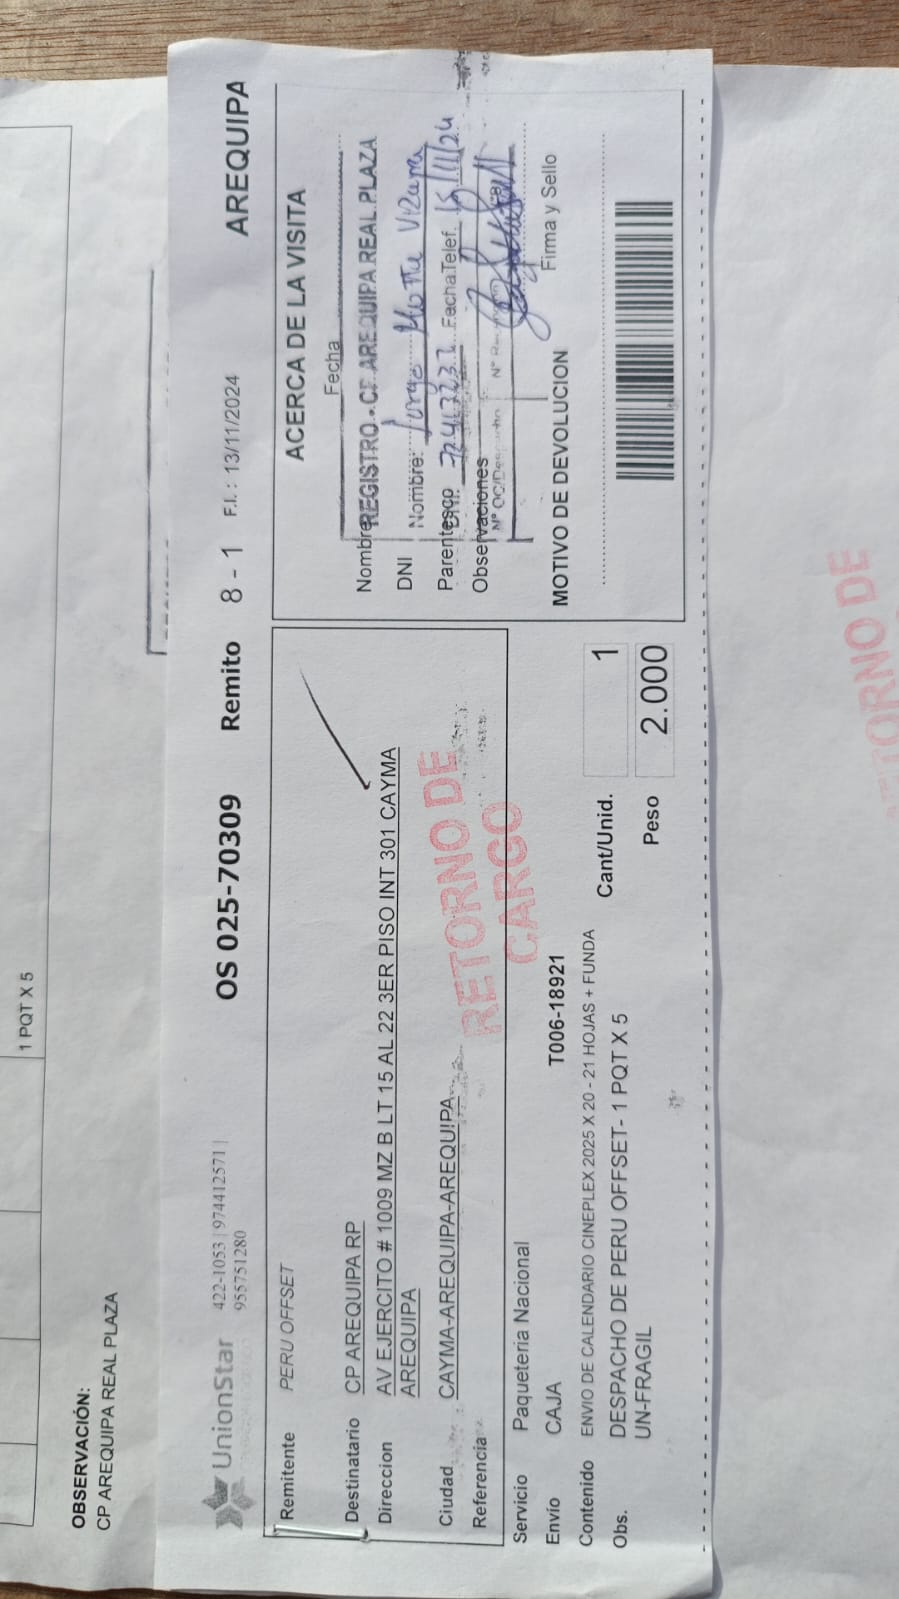 1 PQT X 5
OBSERVACIÓN:
CP AREQUIPA REAL PLAZA
UnionStar
422-1053 | 974412571 |
955751280
OS 025-70309
Remito 8 - 1
F.I. : 13/11/2024
AREQUIPA
Remitente PERU OFFSET
Destinatario CP AREQUIPA RP
Direccion AV EJERCITO # 1009 MZ B LT 15 AL 22 3ER PISO INT 301 CAYMA
AREQUIPA
Ciudad CAYMA-AREQUIPA-AREQUIPA
Referencia
RETORNO DE
CARGO
Servicio Paqueteria Nacional
Envío CAJA T006-18921
Contenido ENVIO DE CALENDARIO CINEPLEX 2025 X 20 - 21 HOJAS + FUNDA
Obs. DESPACHO DE PERU OFFSET- 1 PQT X 5
UN-FRAGIL
Cant/Unid. 1
Peso 2.000
ACERCA DE LA VISITA
Fecha
Nombre
REGISTRO - CP AREQUIPA REAL PLAZA
DNI
Nombre: Jorge
Parentesco
DNI: Fecha Telef. 15/11/24
Observaciones
Firma y Sello
MOTIVO DE DEVOLUCION
RETORNO DE